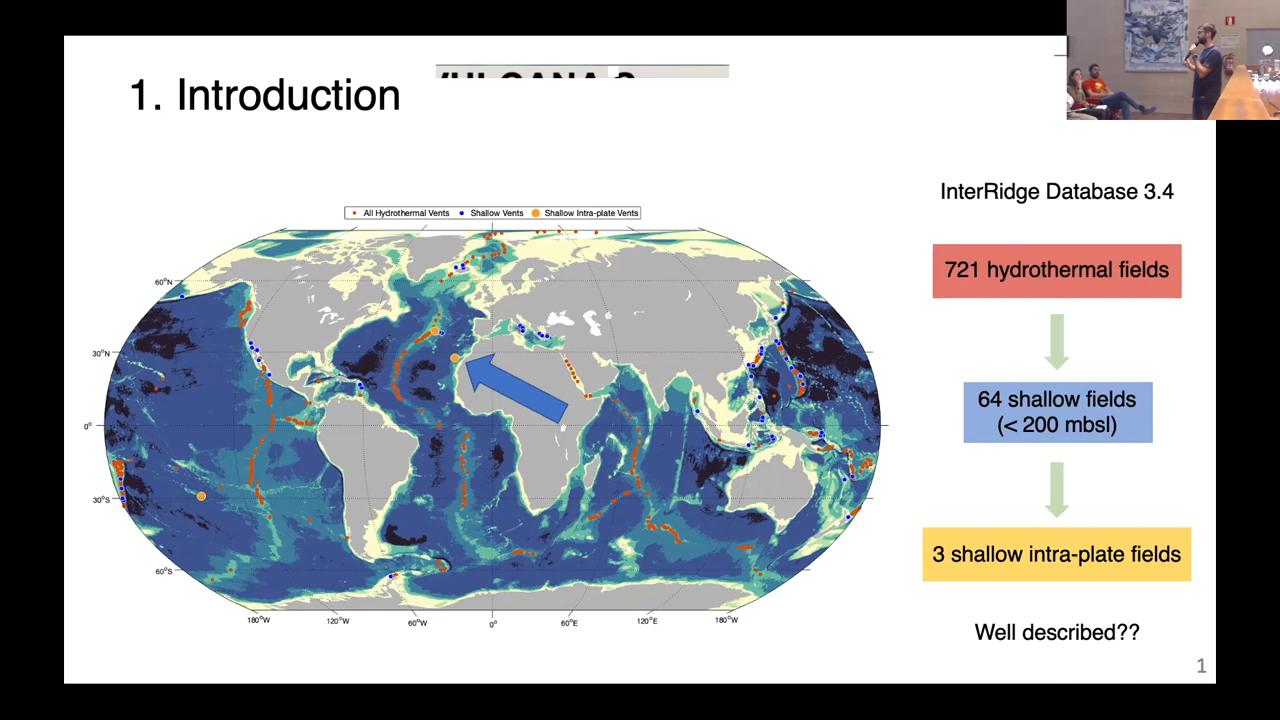 1. Introduction
VULCANA 3
InterRidge Database 3.4
All Hydrothermal Vents
Shallow Vents
Shallow Intra-plate Vents
721 hydrothermal fields
64 shallow fields
(< 200 mbsl)
3 shallow intra-plate fields
Well described??
60°N
30°N
0°
30°S
60°S
180°W
120°W
60°W
0°
60°E
120°E
180°W
1